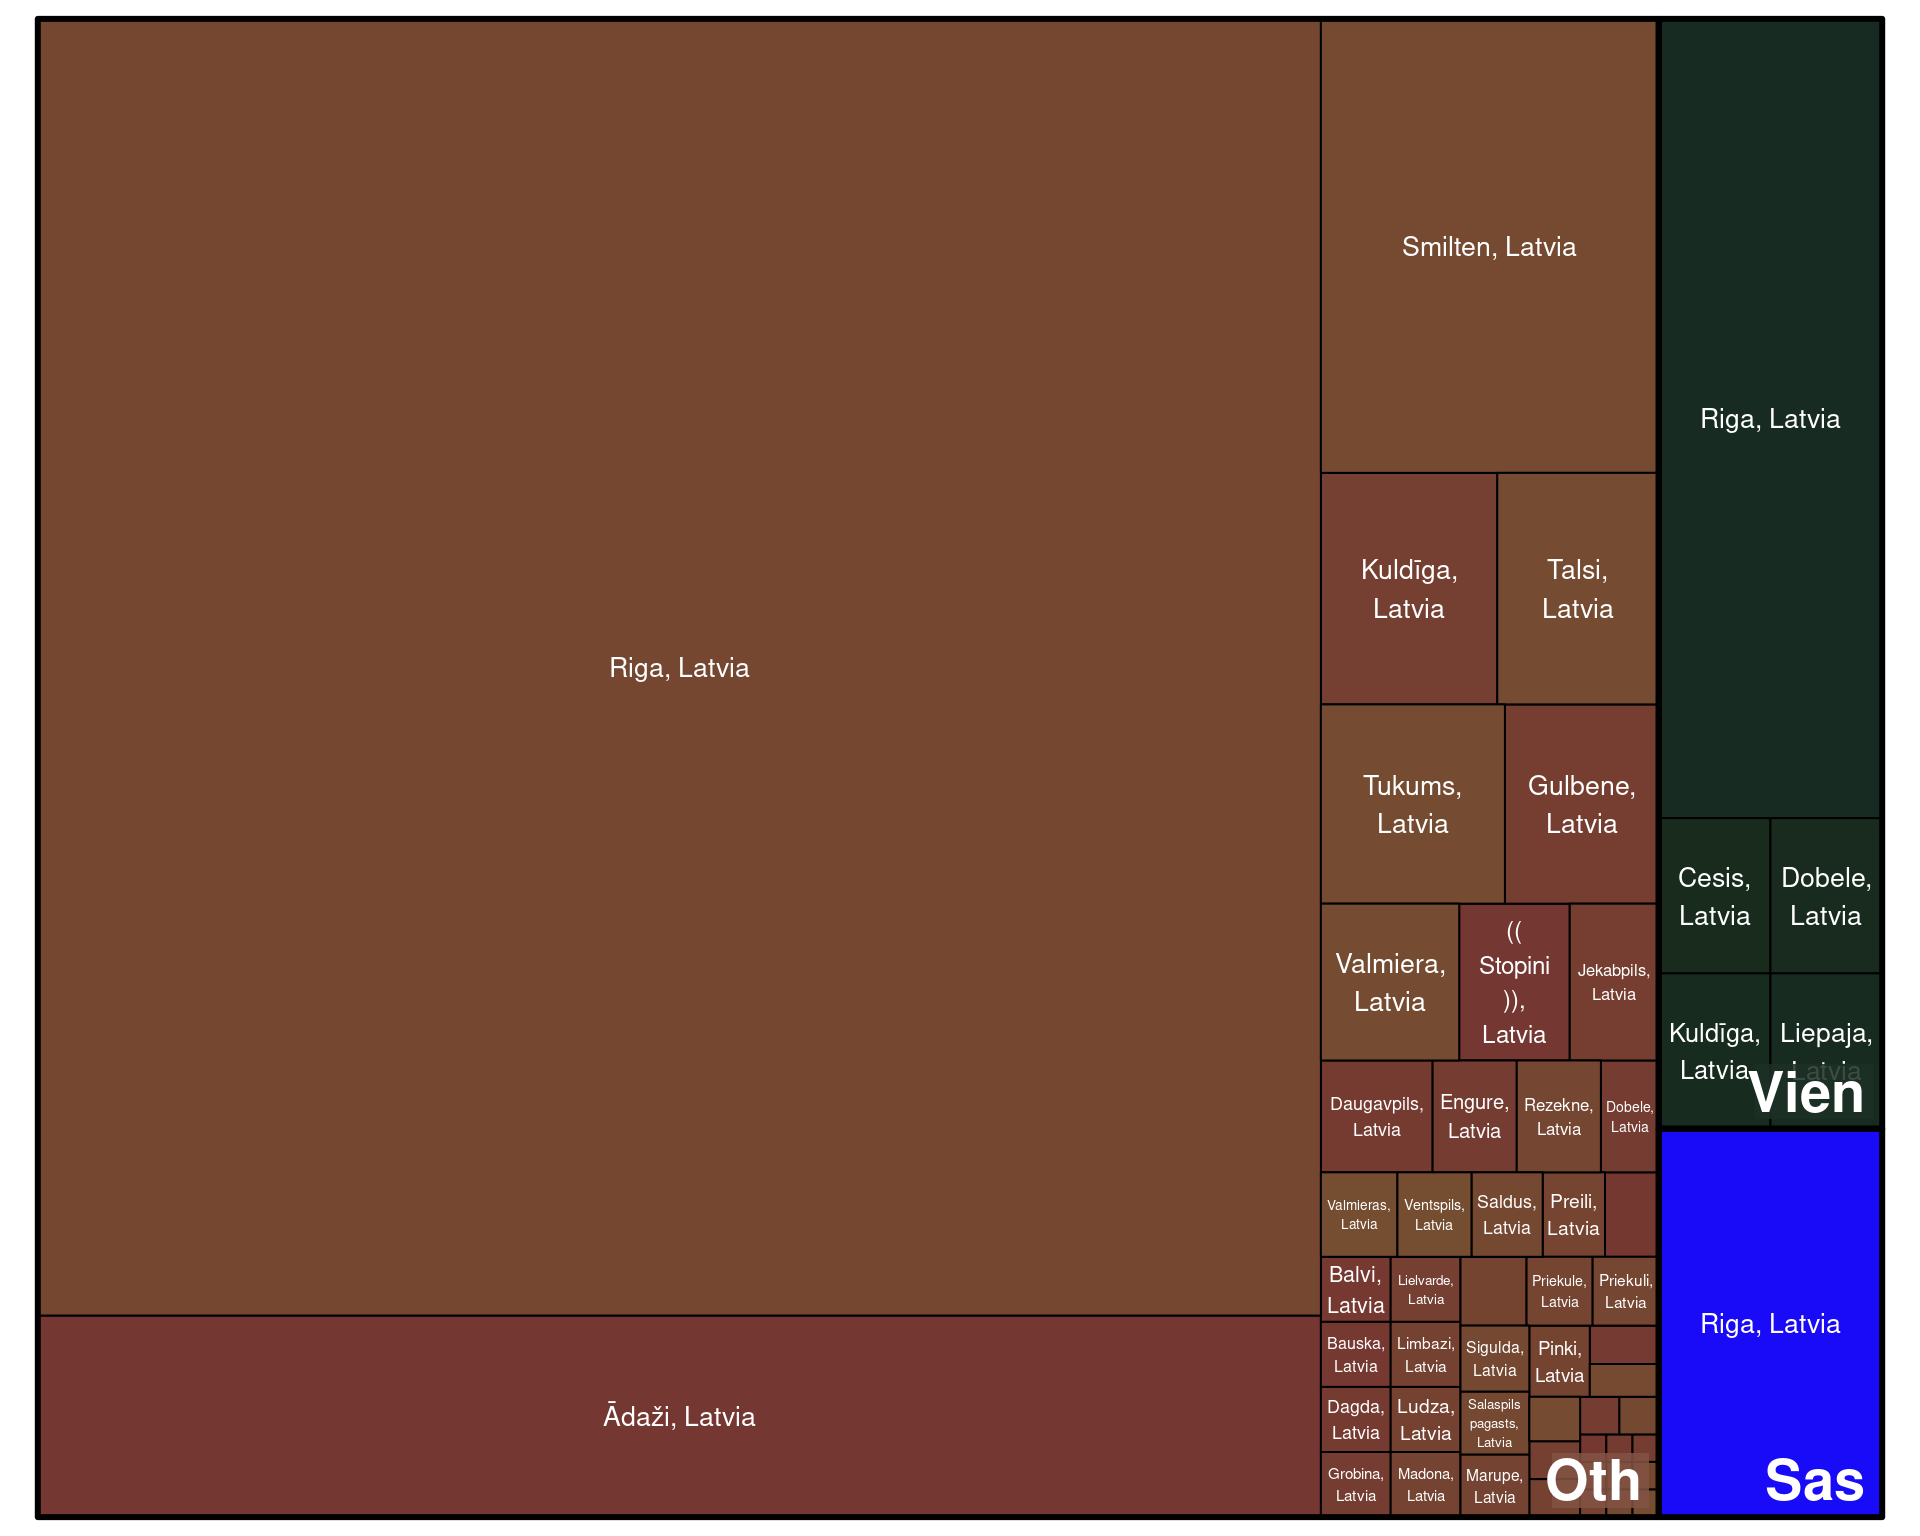 Riga, Latvia
Ādaži, Latvia
Smilten, Latvia
Kuldīga,
Latvia
Talsi,
Latvia
Tukums,
Latvia
Gulbene,
Latvia
Valmiera,
Latvia
((
Stopini
)),
Latvia
Jekabpils,
Latvia
Daugavpils,
Latvia
Engure,
Latvia
Rezekne,
Latvia
Dobele,
Latvia
Valmieras,
Latvia
Ventspils,
Latvia
Saldus,
Latvia
Preili,
Latvia
Balvi,
Latvia
Lielvarde,
Latvia
Priekule,
Latvia
Priekuli,
Latvia
Bauska,
Latvia
Limbazi,
Latvia
Sigulda,
Latvia
Pinki,
Latvia
Dagda,
Latvia
Ludza,
Latvia
Salaspils
pagasts,
Latvia
Grobina,
Latvia
Madona,
Latvia
Marupe,
Latvia
Oth
Riga, Latvia
Cesis,
Latvia
Dobele,
Latvia
Kuldīga,
Latvia
Liepaja,
Latvia
Vien
Riga, Latvia
Sas